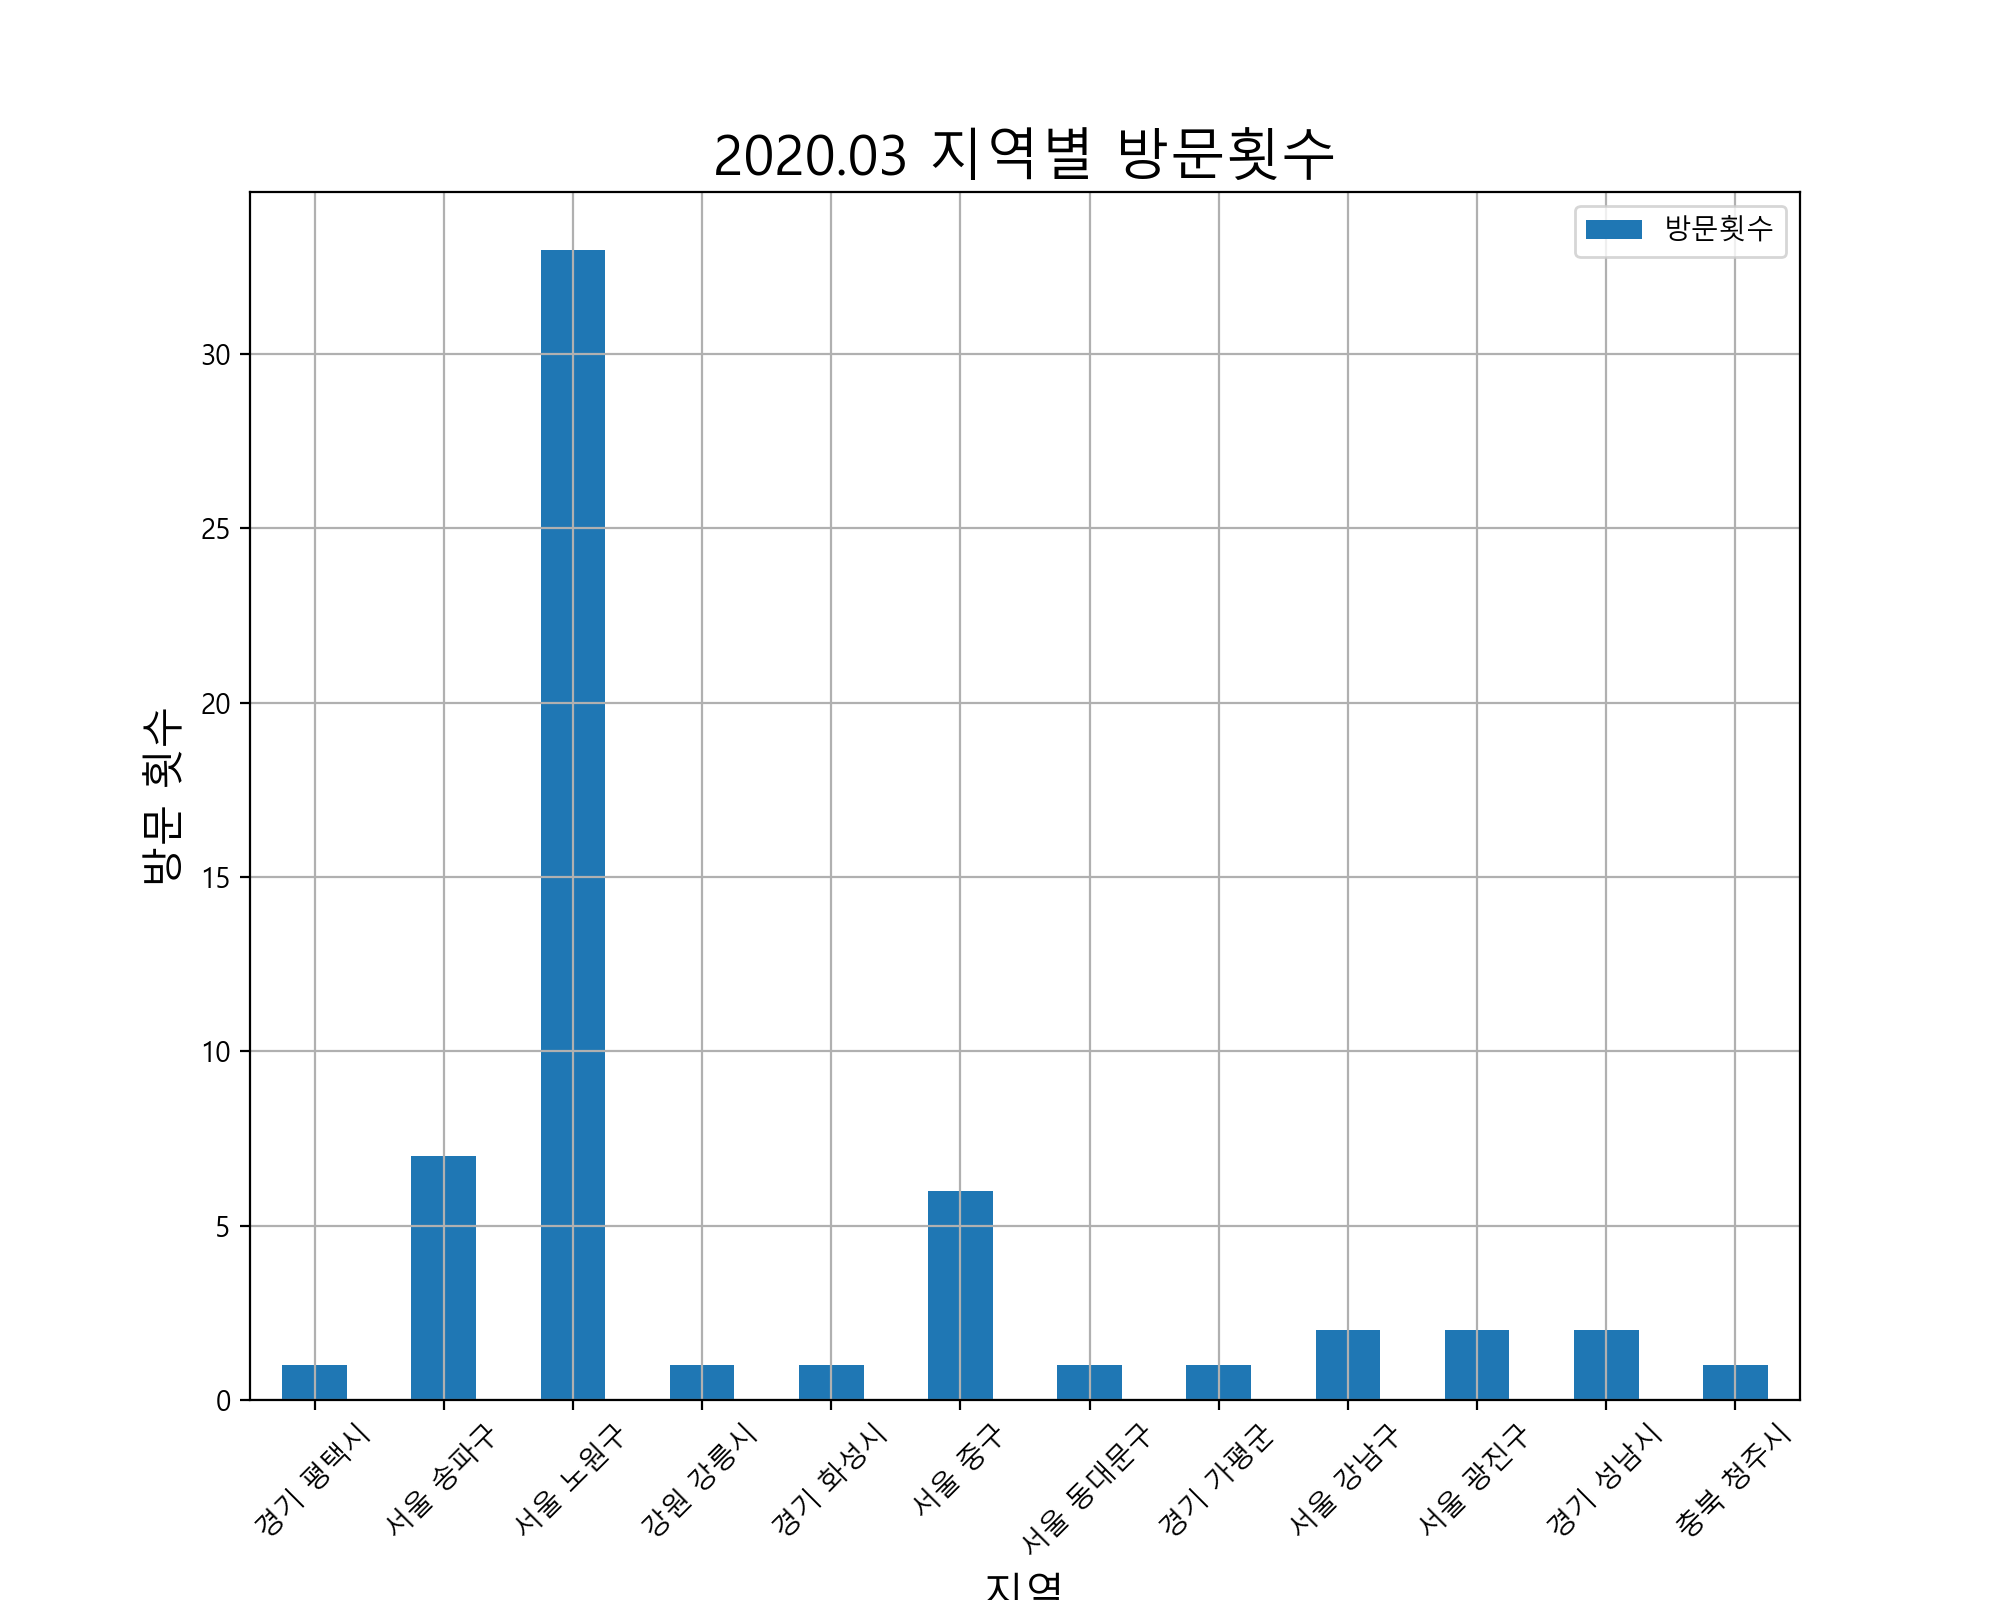 2020.03 지역별 방문횟수
방문횟수
30
25
20
15
10
5
0
방문 횟수
경기 평택시
서울 송파구
서울 노원구
강원 강릉시
경기 화성시
서울 중구
서울 동대문구
경기 가평군
서울 강남구
서울 광진구
경기 성남시
충북 청주시
지역